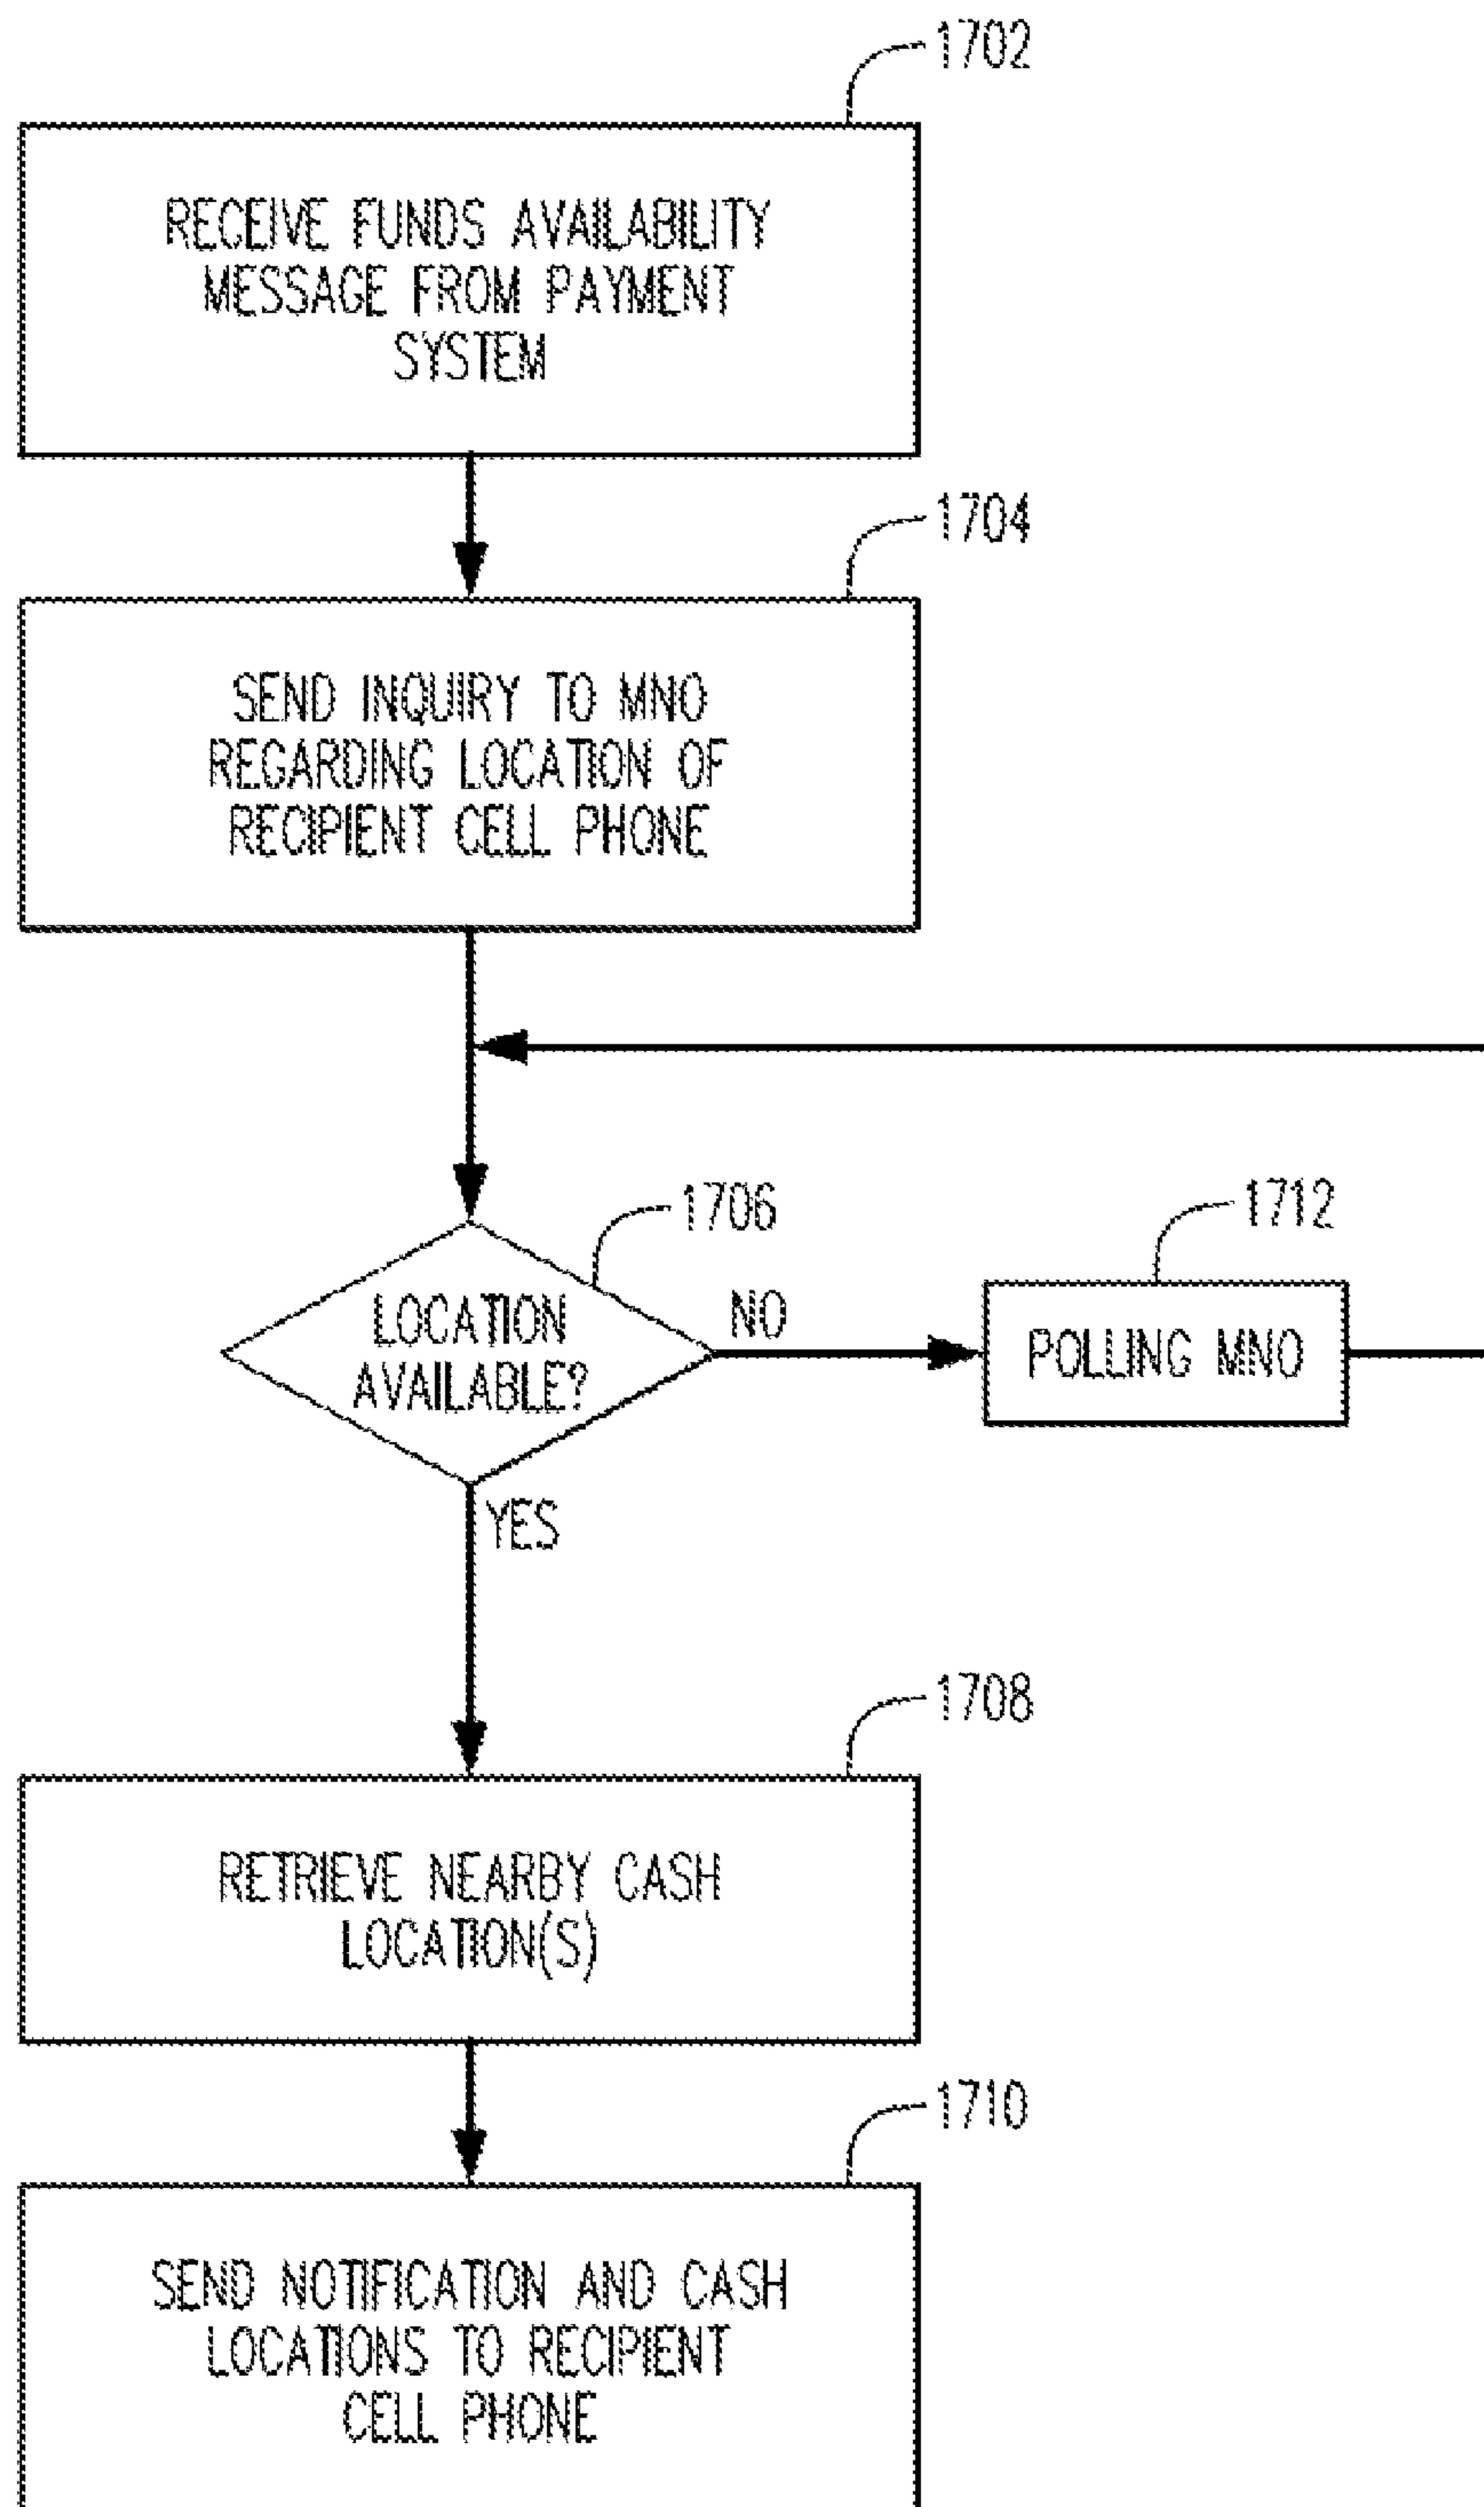 1702
RECEIVE FUNDS AVAILABILITY
MESSAGE FROM PAYMENT
SYSTEM
1704
SEND INQUIRY TO MNO
REGARDING LOCATION OF
RECIPIENT CELL PHONE
1706
LOCATION
AVAILABLE?
NO
1712
POLLING MNO
YES
1708
RETRIEVE NEARBY CASH
LOCATION(S)
1710
SEND NOTIFICATION AND CASH
LOCATIONS TO RECIPIENT
CELL PHONE